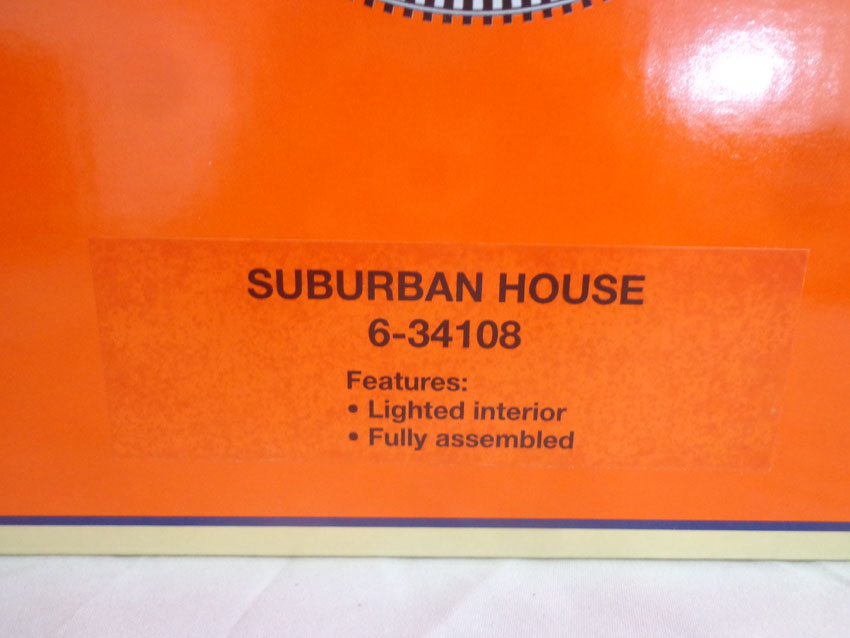 SUBURBAN HOUSE
6-34108
Features:
• Lighted interior
• Fully assembled